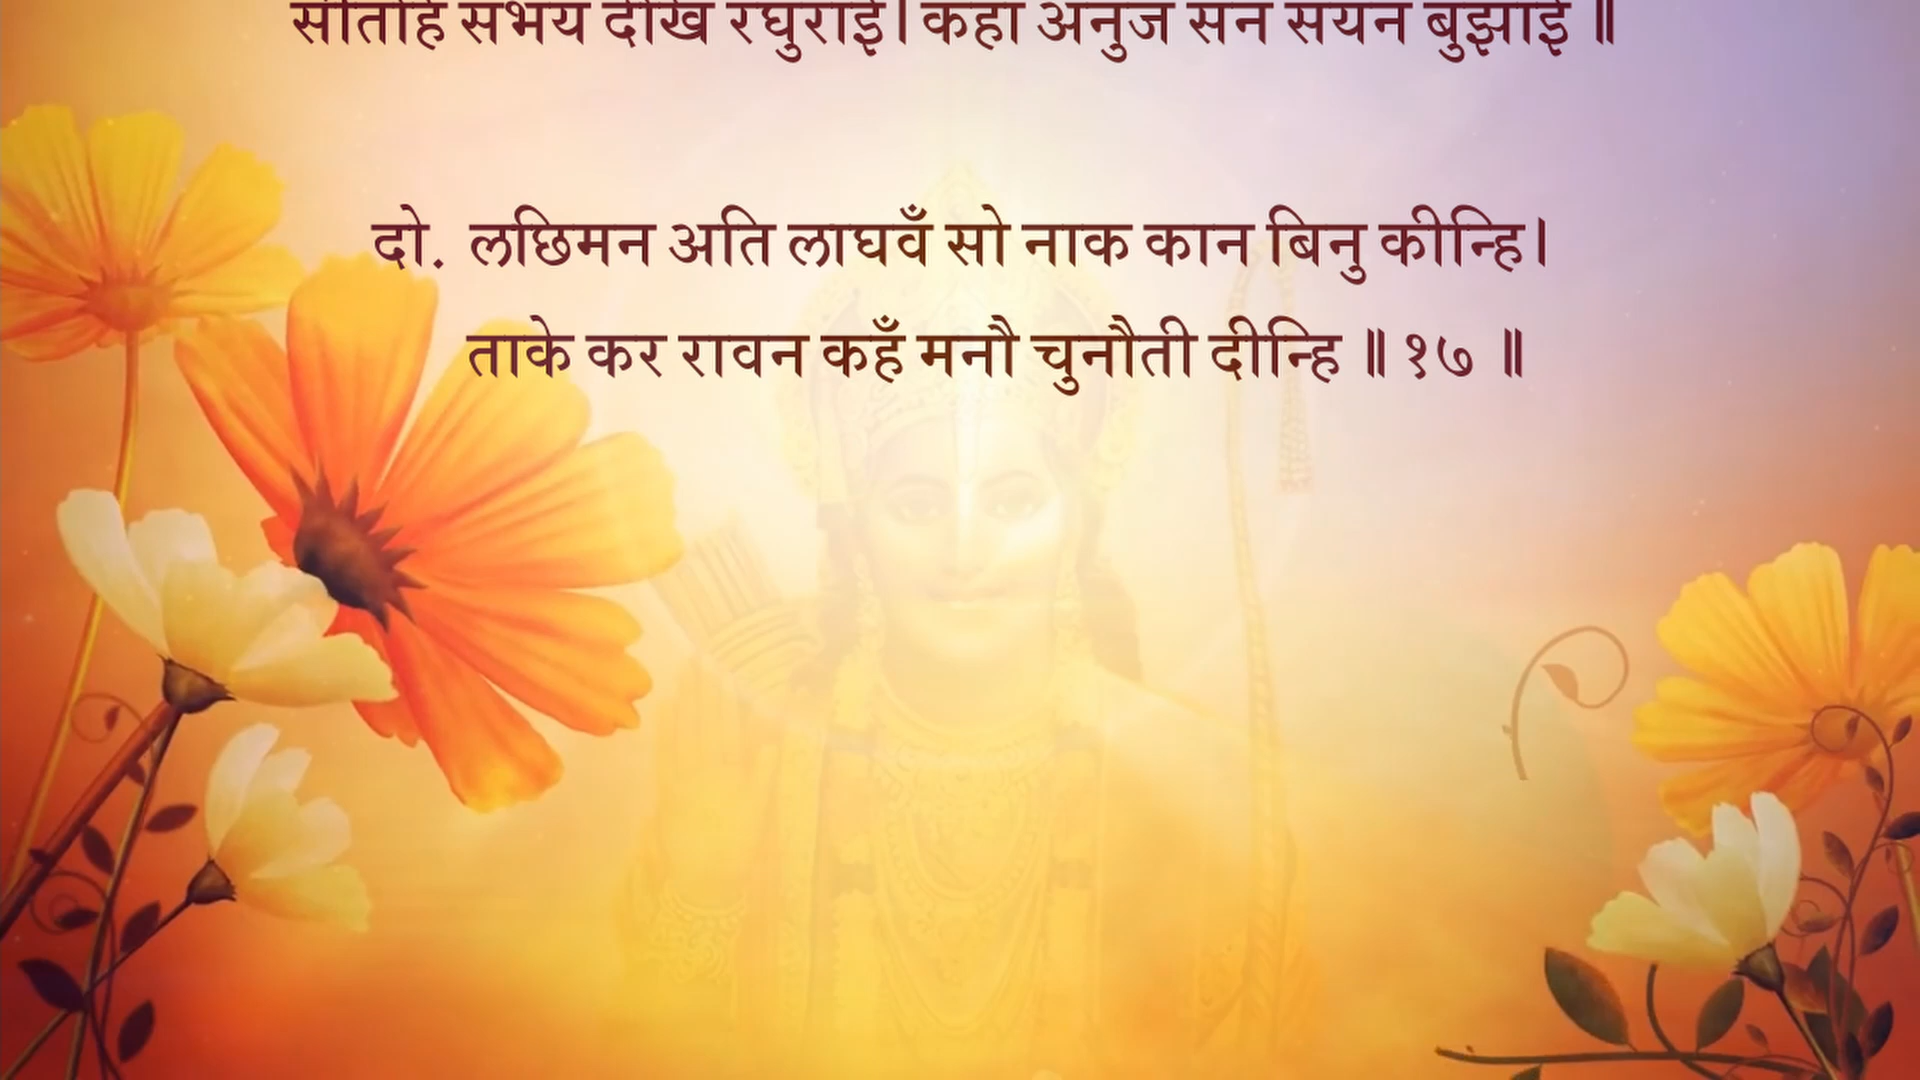 सीतहि सभय देखि रघुराई। कहा अनुज सन सयन बुझाई ॥
दो. लछिमन अति लाघवँ सो नाक कान बिनु कीन्हि।
ताके कर रावन कहँ मनौ चुनौती दीन्हि ॥ १७ ॥